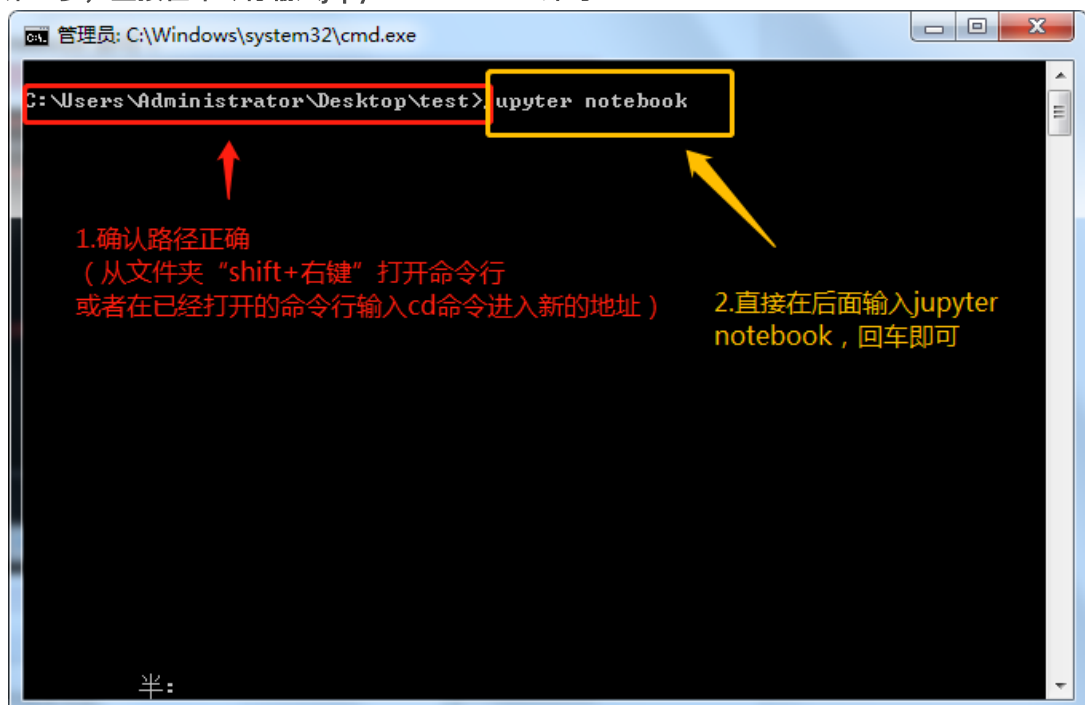 管理员: C:\Windows\system32\cmd.exe
C:\Users\Administrator\Desktop\test>jupyter notebook
1.确认路径正确
（从文件夹“shift+右键”打开命令行
或者在已经打开的命令行输入cd命令进入新的地址）
2.直接在后面输入jupyter
notebook，回车即可
半: